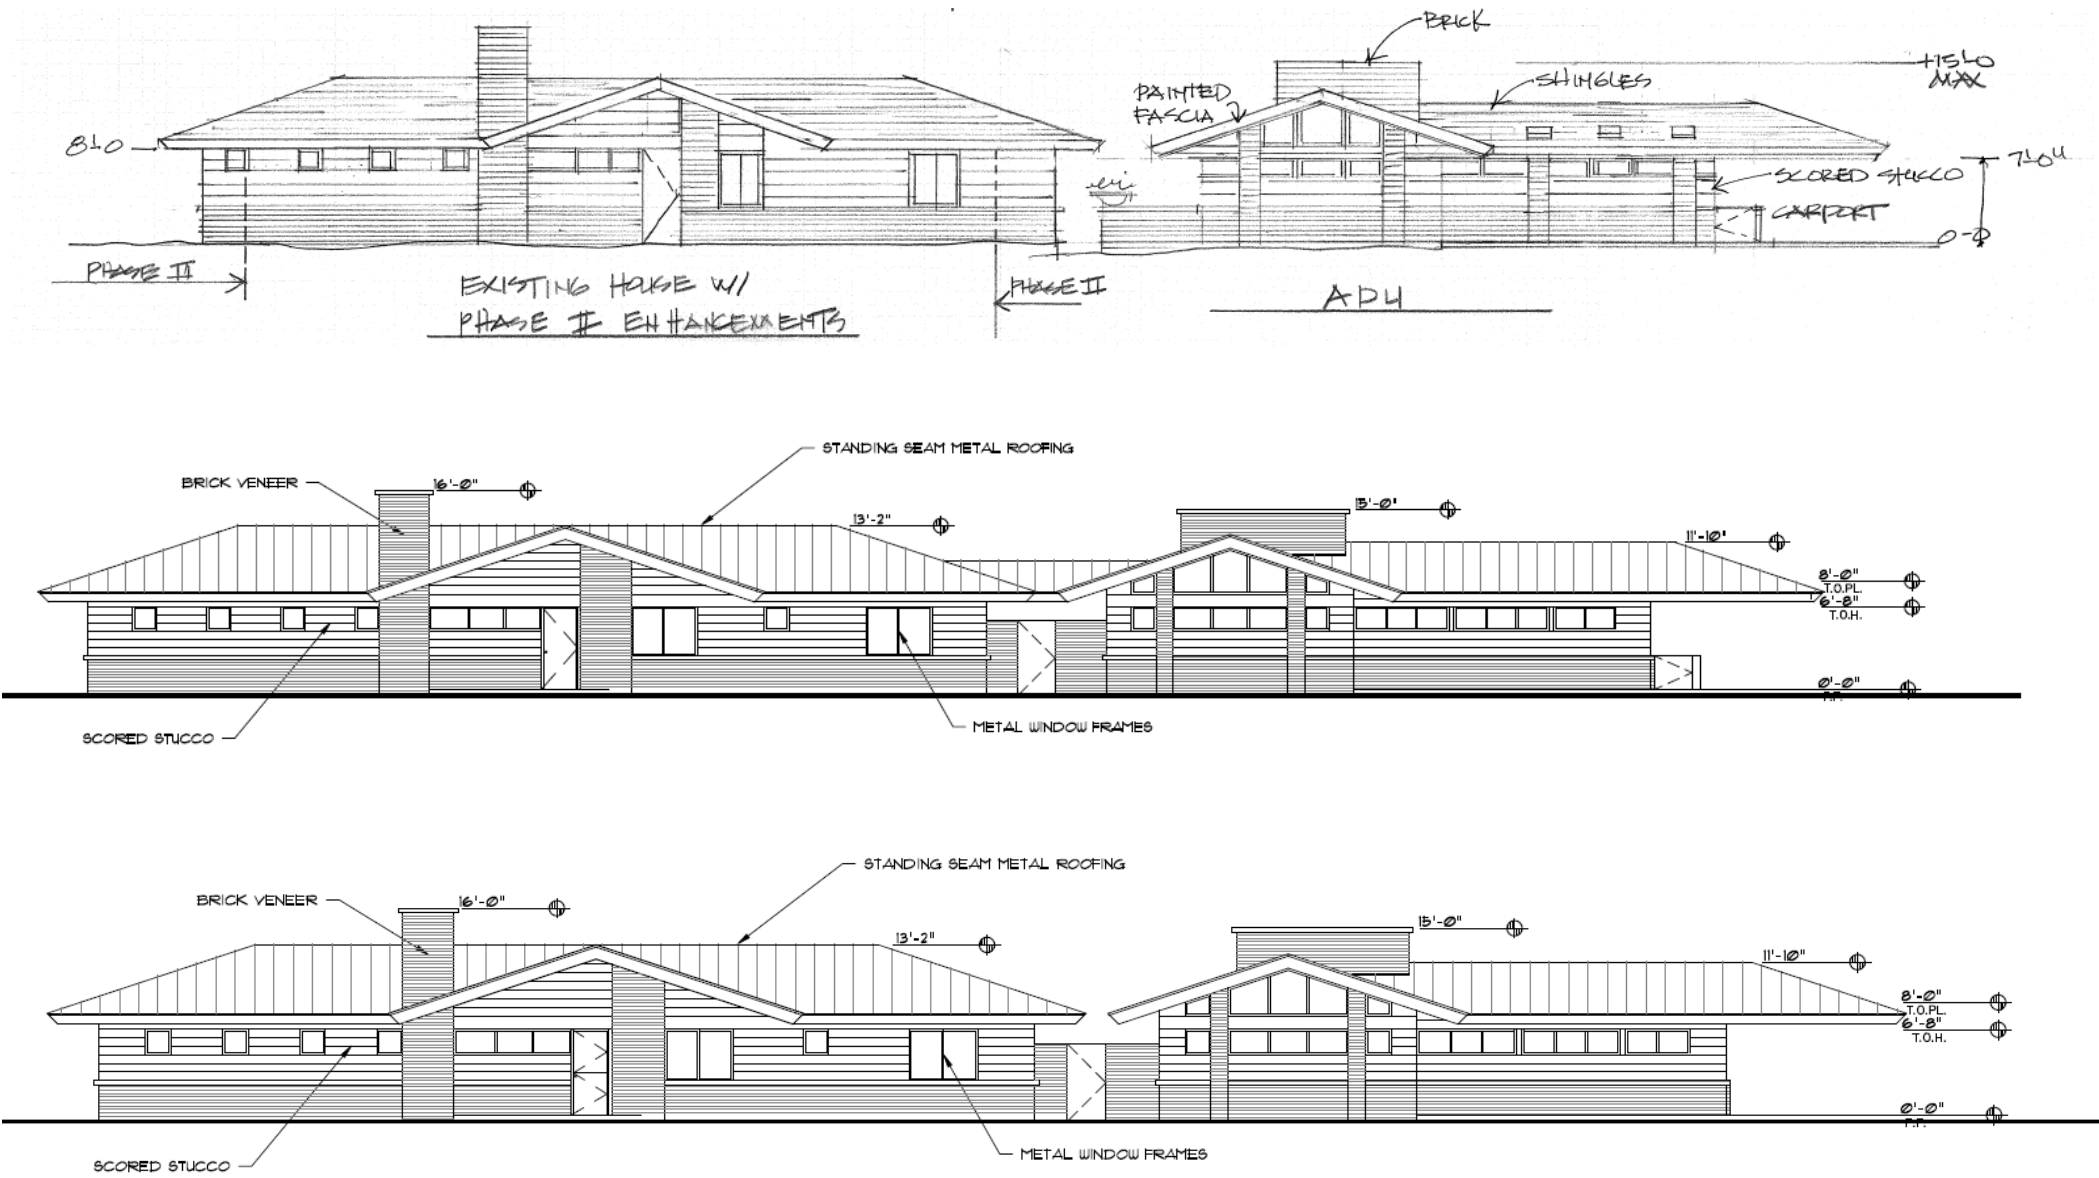 BRICK
+15'-0
MAX
SHINGLES
PAINTED
FASCIA
8'-0
7'-0"
SCORED STUCCO
CARPORT
0-0
PHASE II
EXISTING HOUSE W/
PHASE II ENHANCEMENTS
PHASE II
ADU
STANDING SEAM METAL ROOFING
BRICK VENEER
16'-0"
13'-2"
15'-0"
11'-10"
8'-0"
T.O.PL.
6'-8"
T.O.H.
0'-0"
SCORED STUCCO
METAL WINDOW FRAMES
STANDING SEAM METAL ROOFING
BRICK VENEER
16'-0"
13'-2"
15'-0"
11'-10"
8'-0"
T.O.PL.
6'-8"
T.O.H.
0'-0"
SCORED STUCCO
METAL WINDOW FRAMES